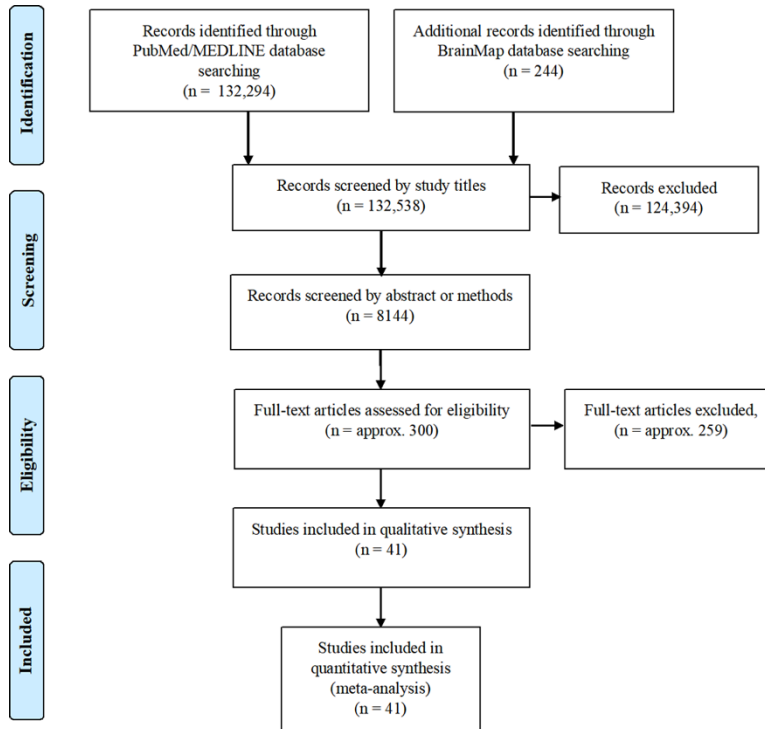 Identification
Records identified through
PubMed/MEDLINE database
searching
(n = 132,294)
Additional records identified through
BrainMap database searching
(n = 244)
Records screened by study titles
(n = 132,538)
Records excluded
(n = 124,394)
Screening
Records screened by abstract or methods
(n = 8144)
Eligibility
Full-text articles assessed for eligibility
(n = approx. 300)
Full-text articles excluded,
(n = approx. 259)
Studies included in qualitative synthesis
(n = 41)
Included
Studies included in
quantitative synthesis
(meta-analysis)
(n = 41)